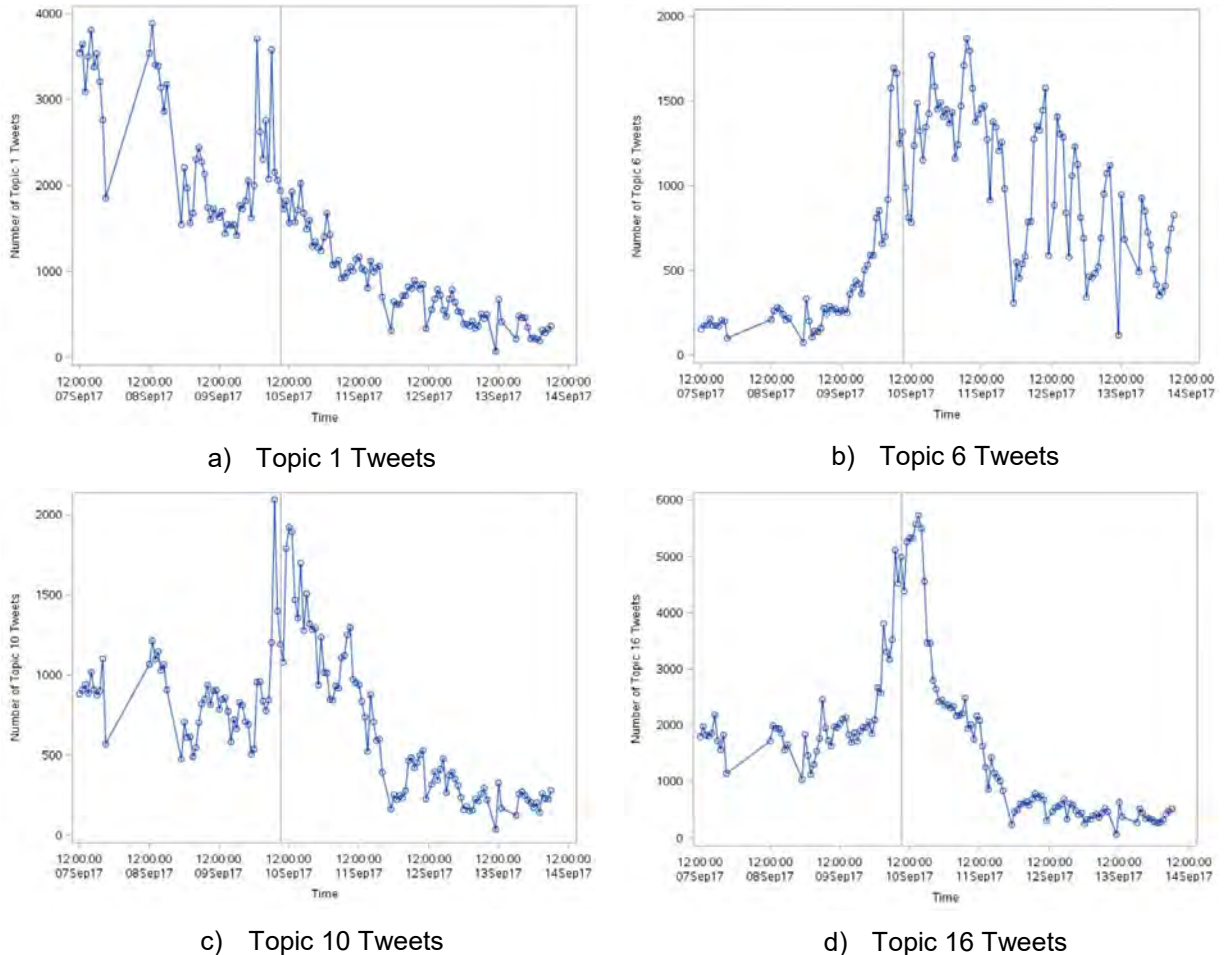 4000
3000
2000
1000
0
Number of Topic 1 Tweets
12:00:00 12:00:00 12:00:00 12:00:00 12:00:00 12:00:00 12:00:00 12:00:00
07Sep17 08Sep17 09Sep17 10Sep17 11Sep17 12Sep17 13Sep17 14Sep17
Time
a) Topic 1 Tweets
2000
1500
1000
500
0
Number of Topic 6 Tweets
12:00:00 12:00:00 12:00:00 12:00:00 12:00:00 12:00:00 12:00:00 12:00:00
07Sep17 08Sep17 09Sep17 10Sep17 11Sep17 12Sep17 13Sep17 14Sep17
Time
b) Topic 6 Tweets
2000
1500
1000
500
0
Number of Topic 10 Tweets
12:00:00 12:00:00 12:00:00 12:00:00 12:00:00 12:00:00 12:00:00 12:00:00
07Sep17 08Sep17 09Sep17 10Sep17 11Sep17 12Sep17 13Sep17 14Sep17
Time
c) Topic 10 Tweets
6000
5000
4000
3000
2000
1000
0
Number of Topic 16 Tweets
12:00:00 12:00:00 12:00:00 12:00:00 12:00:00 12:00:00 12:00:00 12:00:00
07Sep17 08Sep17 09Sep17 10Sep17 11Sep17 12Sep17 13Sep17 14Sep17
Time
d) Topic 16 Tweets